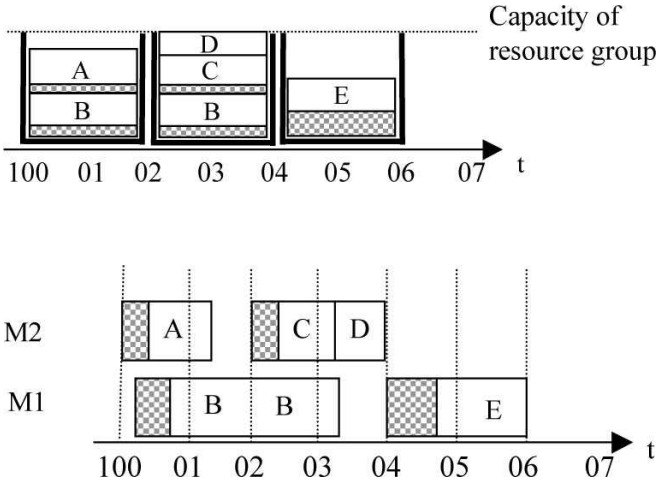 Capacity of
resource group
D
A C
E
B B
100 01 02 03 04 05 06 07 t
M2 A C D
M1 B B E
t
100 01 02 03 04 05 06 07